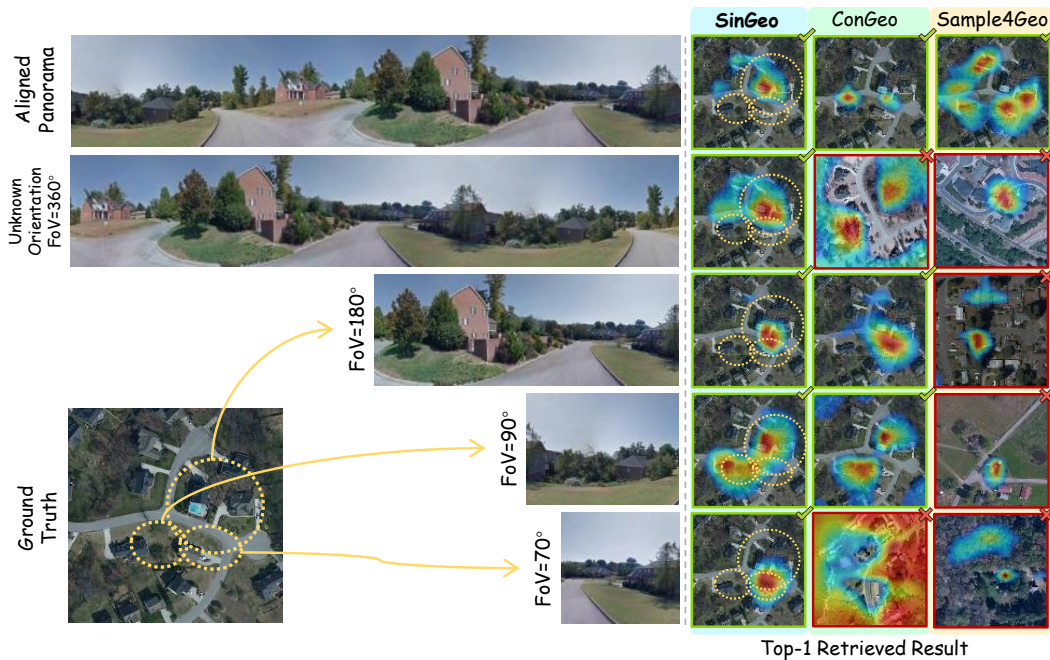 SinGeo
ConGeo
Sample4Geo
Aligned
Panorama
Unknown
Orientation
FoV=360°
FoV=180°
FoV=90°
Ground
Truth
FoV=70°
Top-1 Retrieved Result